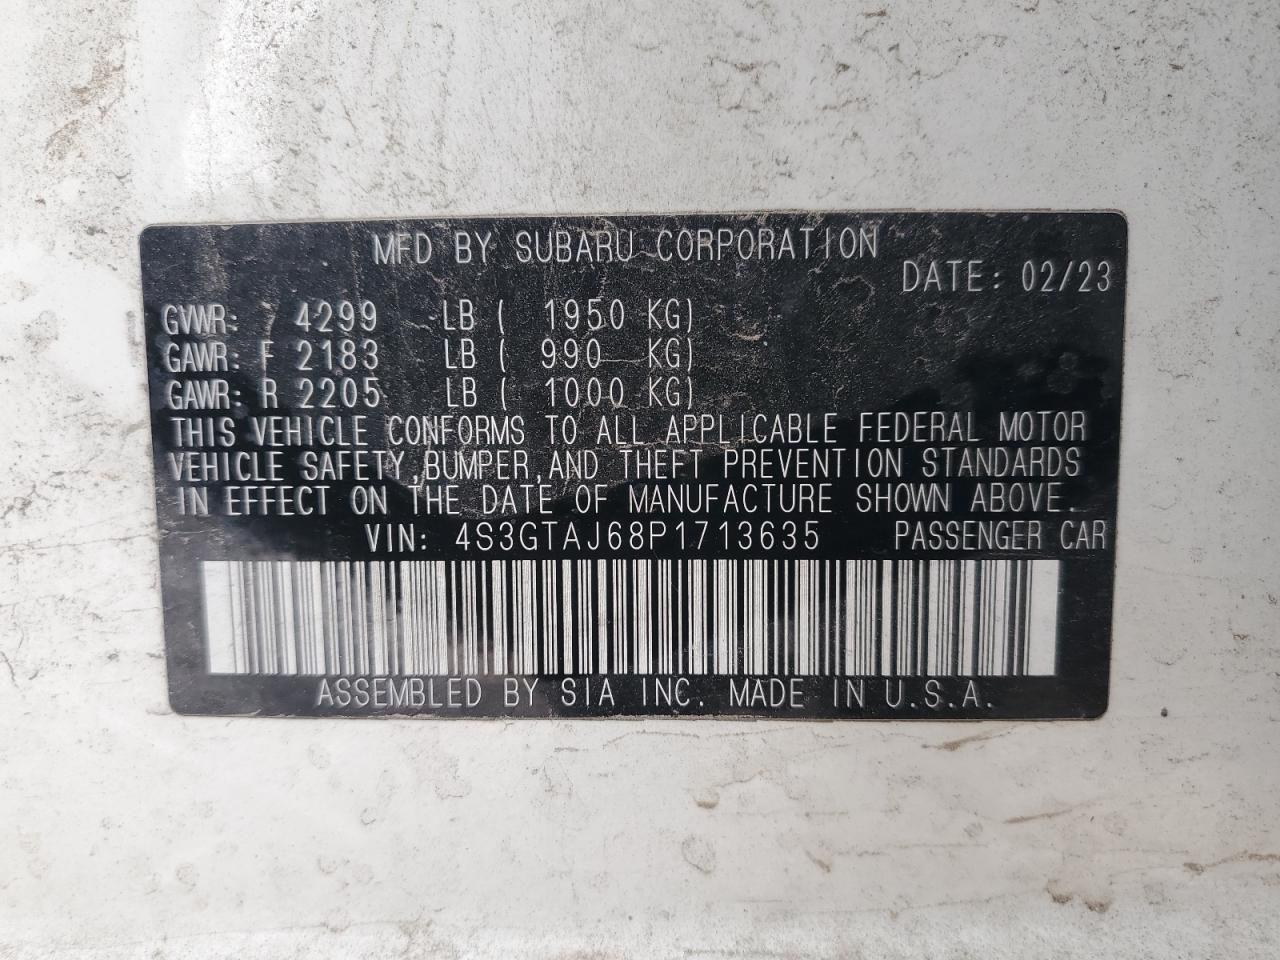 MFD BY SUBARU CORPORATION
DATE: 02/23
GVWR: 4299 LB ( 1950 KG)
GAWR: F 2183 LB ( 990 KG)
GAWR: R 2205 LB ( 1000 KG)
THIS VEHICLE CONFORMS TO ALL APPLICABLE FEDERAL MOTOR
VEHICLE SAFETY,BUMPER,AND THEFT PREVENTION STANDARDS
IN EFFECT ON THE DATE OF MANUFACTURE SHOWN ABOVE.
VIN: 4S3GTAJ68P1713635 PASSENGER CAR
ASSEMBLED BY SIA INC. MADE IN U.S.A.